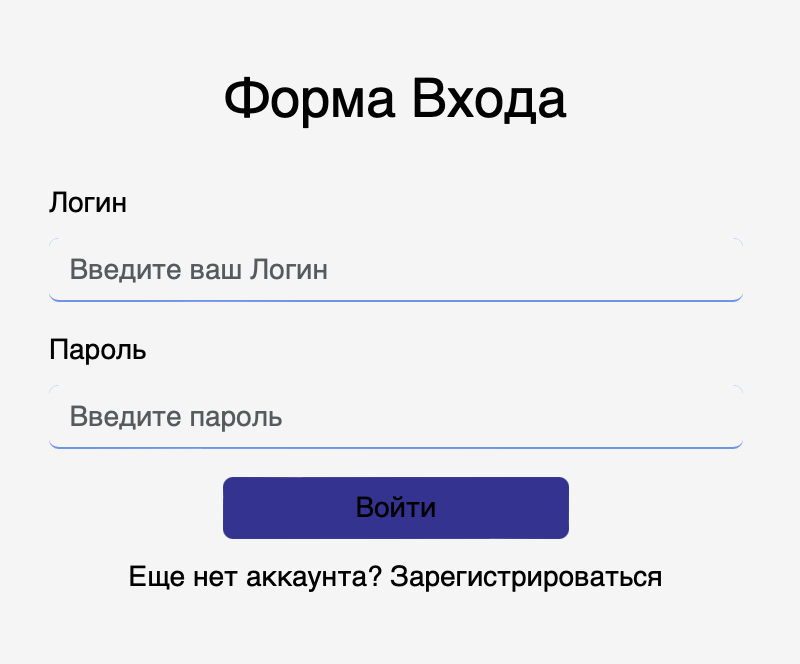 Форма Входа
Логин
Введите ваш Логин
Пароль
Введите пароль
Войти
Еще нет аккаунта? Зарегистрироваться